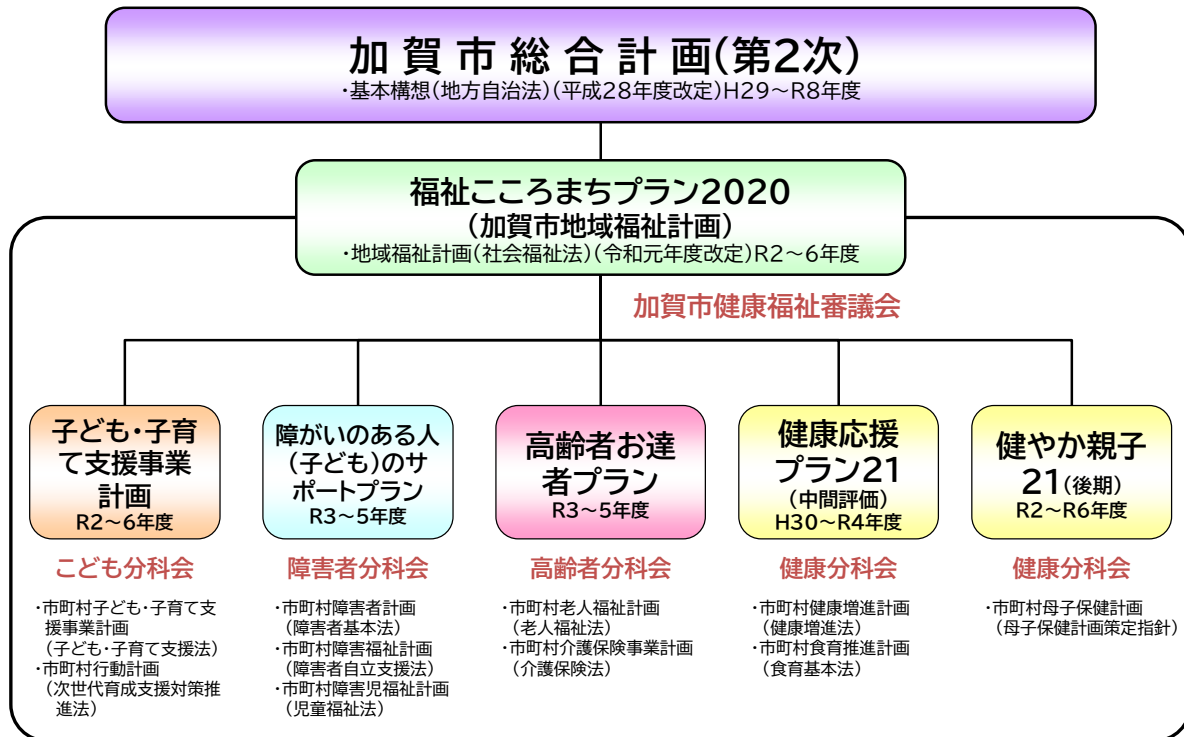 加賀市総合計画(第2次)
・基本構想(地方自治法)(平成28年度改定)H29～R8年度
福祉こころまちプラン2020
(加賀市地域福祉計画)
・地域福祉計画(社会福祉法)(令和元年度改定)R2～6年度
加賀市健康福祉審議会
子ども・子育
て支援事業
計画
R2～6年度
こども分科会
・市町村子ども・子育て支
援事業計画
(子ども・子育て支援法)
・市町村行動計画
(次世代育成支援対策推
進法)
障がいのある人
(子ども)のサ
ポートプラン
R3～5年度
障害者分科会
・市町村障害者計画
(障害者基本法)
・市町村障害福祉計画
(障害者自立支援法)
・市町村障害児福祉計画
(児童福祉法)
高齢者お達
者プラン
R3～5年度
高齢者分科会
・市町村老人福祉計画
(老人福祉法)
・市町村介護保険事業計画
(介護保険法)
健康応援
プラン21
(中間評価)
H30～R4年度
健康分科会
・市町村健康増進計画
(健康増進法)
・市町村食育推進計画
(食育基本法)
健やか親子
21(後期)
R2～R6年度
健康分科会
・市町村母子保健計画
(母子保健計画策定指針)